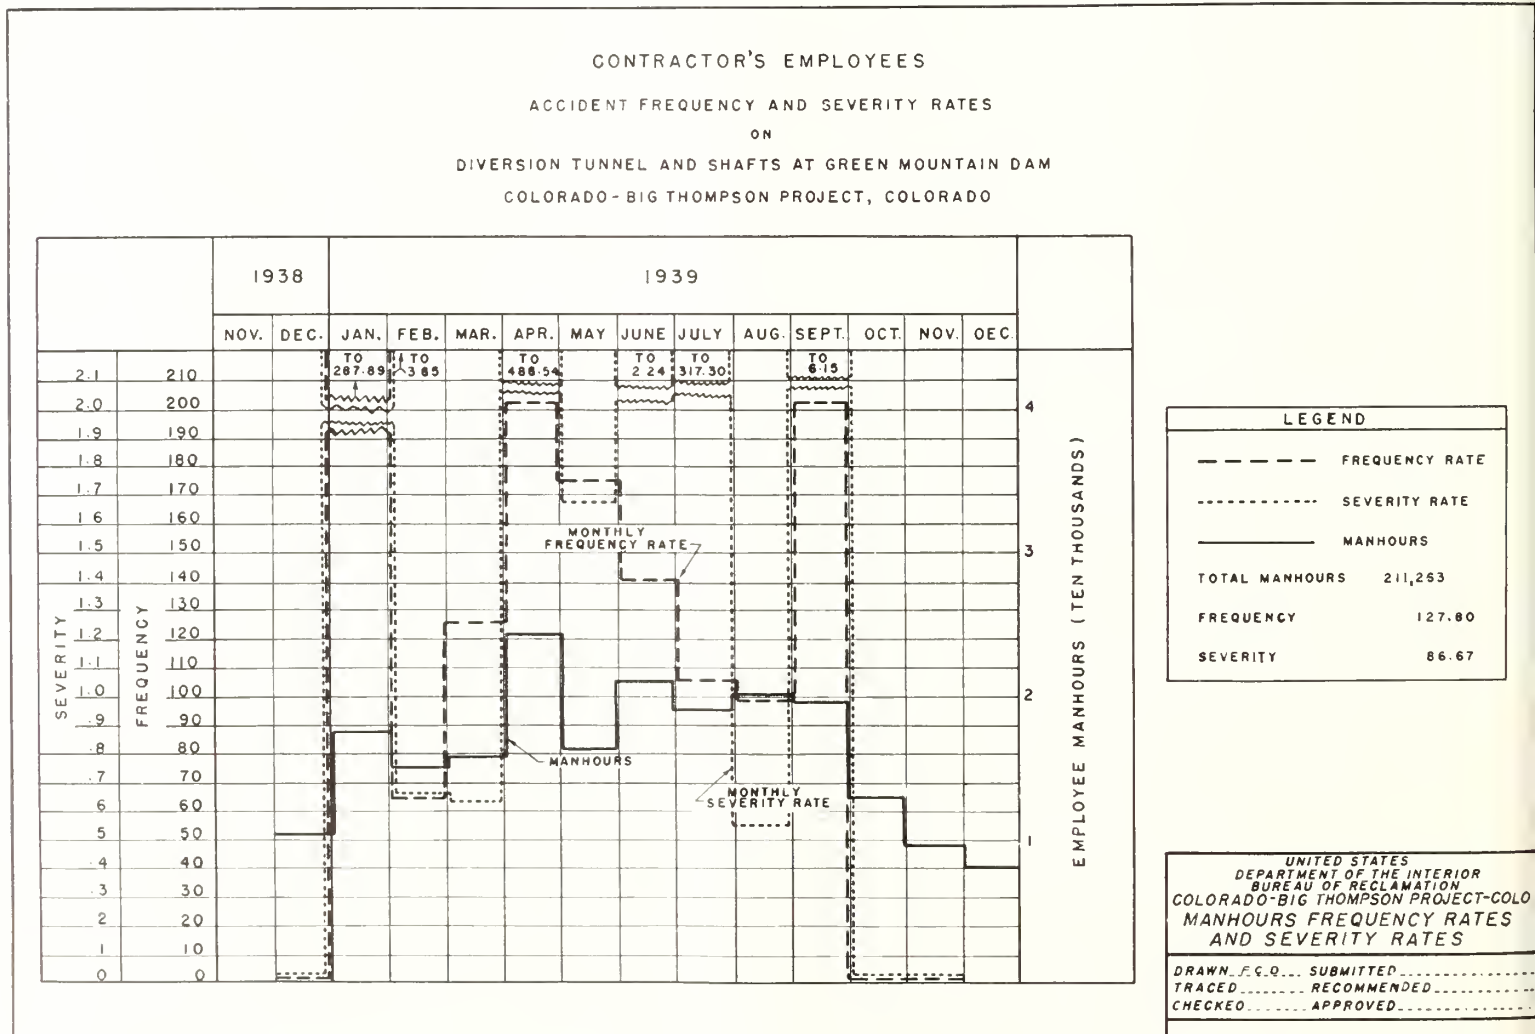 CONTRACTOR'S EMPLOYEES
ACCIDENT FREQUENCY AND SEVERITY RATES
ON
DIVERSION TUNNEL AND SHAFTS AT GREEN MOUNTAIN DAM
COLORADO-BIG THOMPSON PROJECT, COLORADO
1938 1939
NOV. DEC. JAN. FEB. MAR. APR. MAY JUNE JULY AUG. SEPT. OCT. NOV. DEC
TO TO TO TO TO TO
287.89 3.85 488.54 2.24 317.30 6.15
2.1 210
2.0 200 4
1.9 190
1.8 180
1.7 170
1.6 160
1.5 150 3
1.4 140
1.3 130
1.2 120
1.1 110
1.0 100 2
.9 90
.8 80
.7 70
6 60
5 50 1
.4 40
.3 30
2 20
1 10
0 0
SEVERITY
FREQUENCY
MONTHLY
FREQUENCY RATE
MANHOURS
MONTHLY
SEVERITY RATE
EMPLOYEE MANHOURS (TEN THOUSANDS)
LEGEND
FREQUENCY RATE
SEVERITY RATE
MANHOURS
TOTAL MANHOURS 211,263
FREQUENCY 127.80
SEVERITY 86.67
UNITED STATES
DEPARTMENT OF THE INTERIOR
BUREAU OF RECLAMATION
COLORADO-BIG THOMPSON PROJECT-COLO
MANHOURS FREQUENCY RATES
AND SEVERITY RATES
DRAWN F.C.O. SUBMITTED
TRACED RECOMMENDED
CHECKED APPROVED